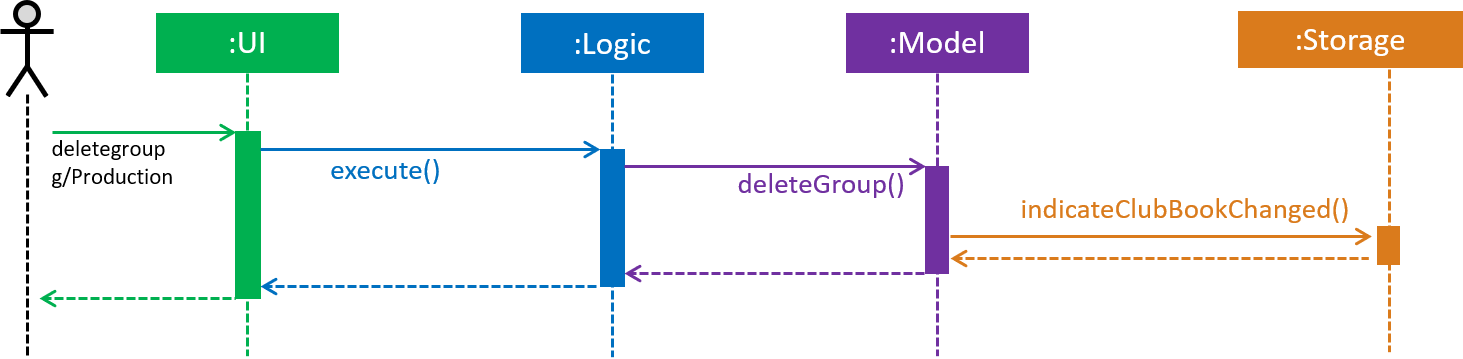 :UI
:Logic
:Model
:Storage
deletegroup
g/Production
execute()
deleteGroup()
indicateClubBookChanged()